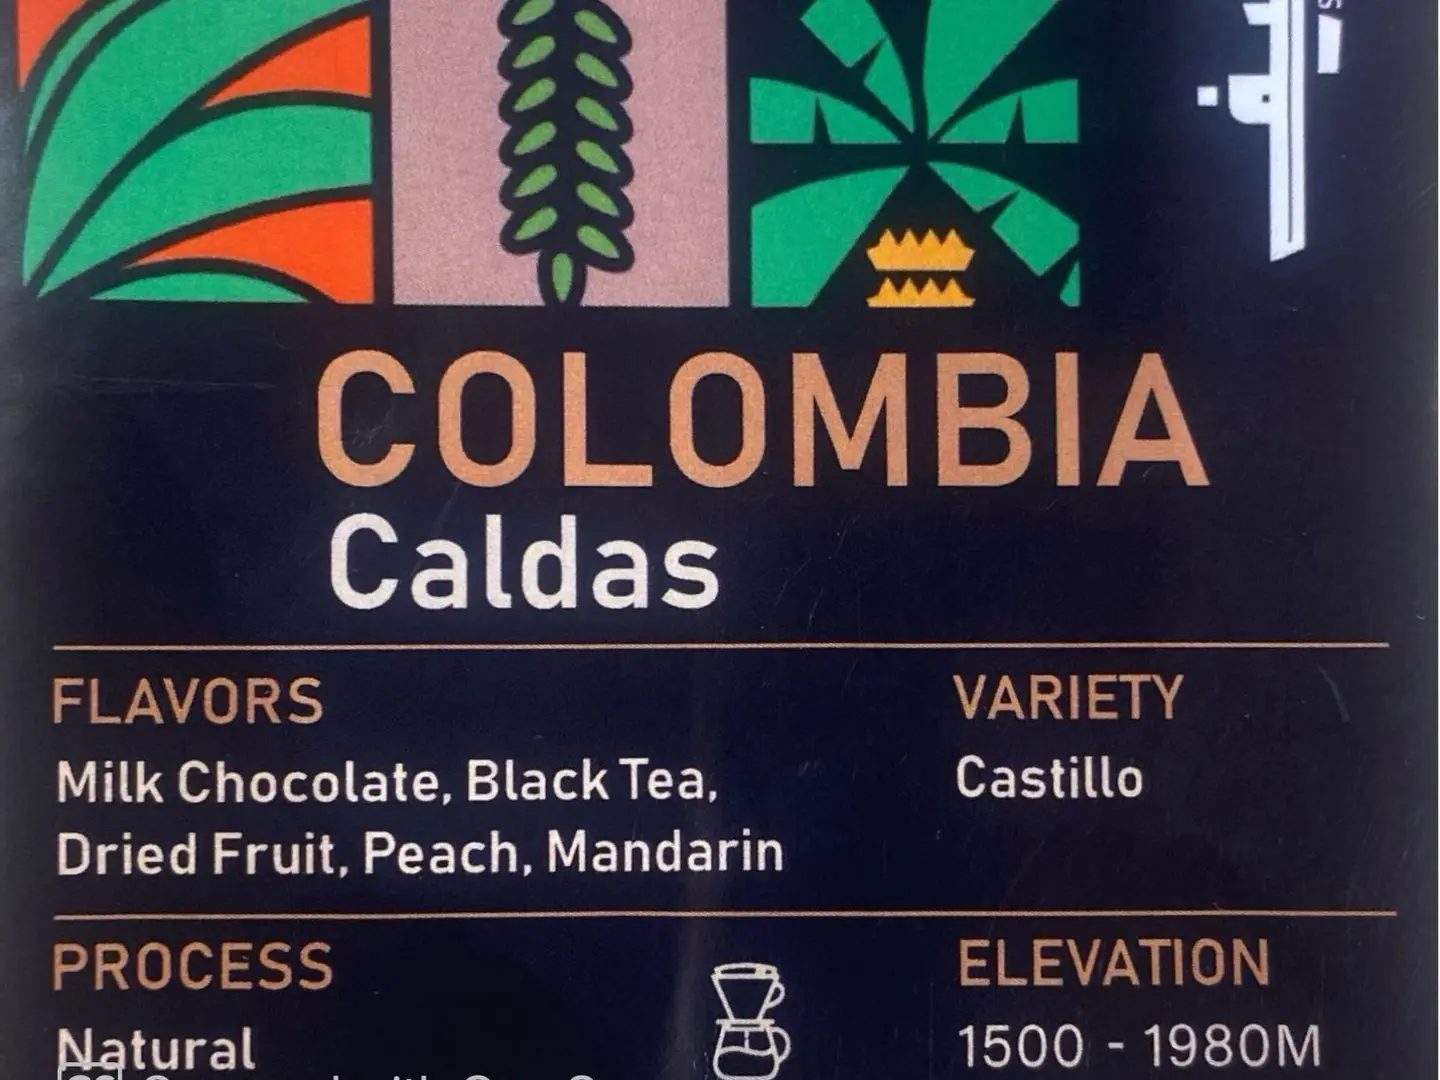 COLOMBIA
Caldas
FLAVORS
Milk Chocolate, Black Tea,
Dried Fruit, Peach, Mandarin
VARIETY
Castillo
PROCESS
Natural
ELEVATION
1500 - 1980M